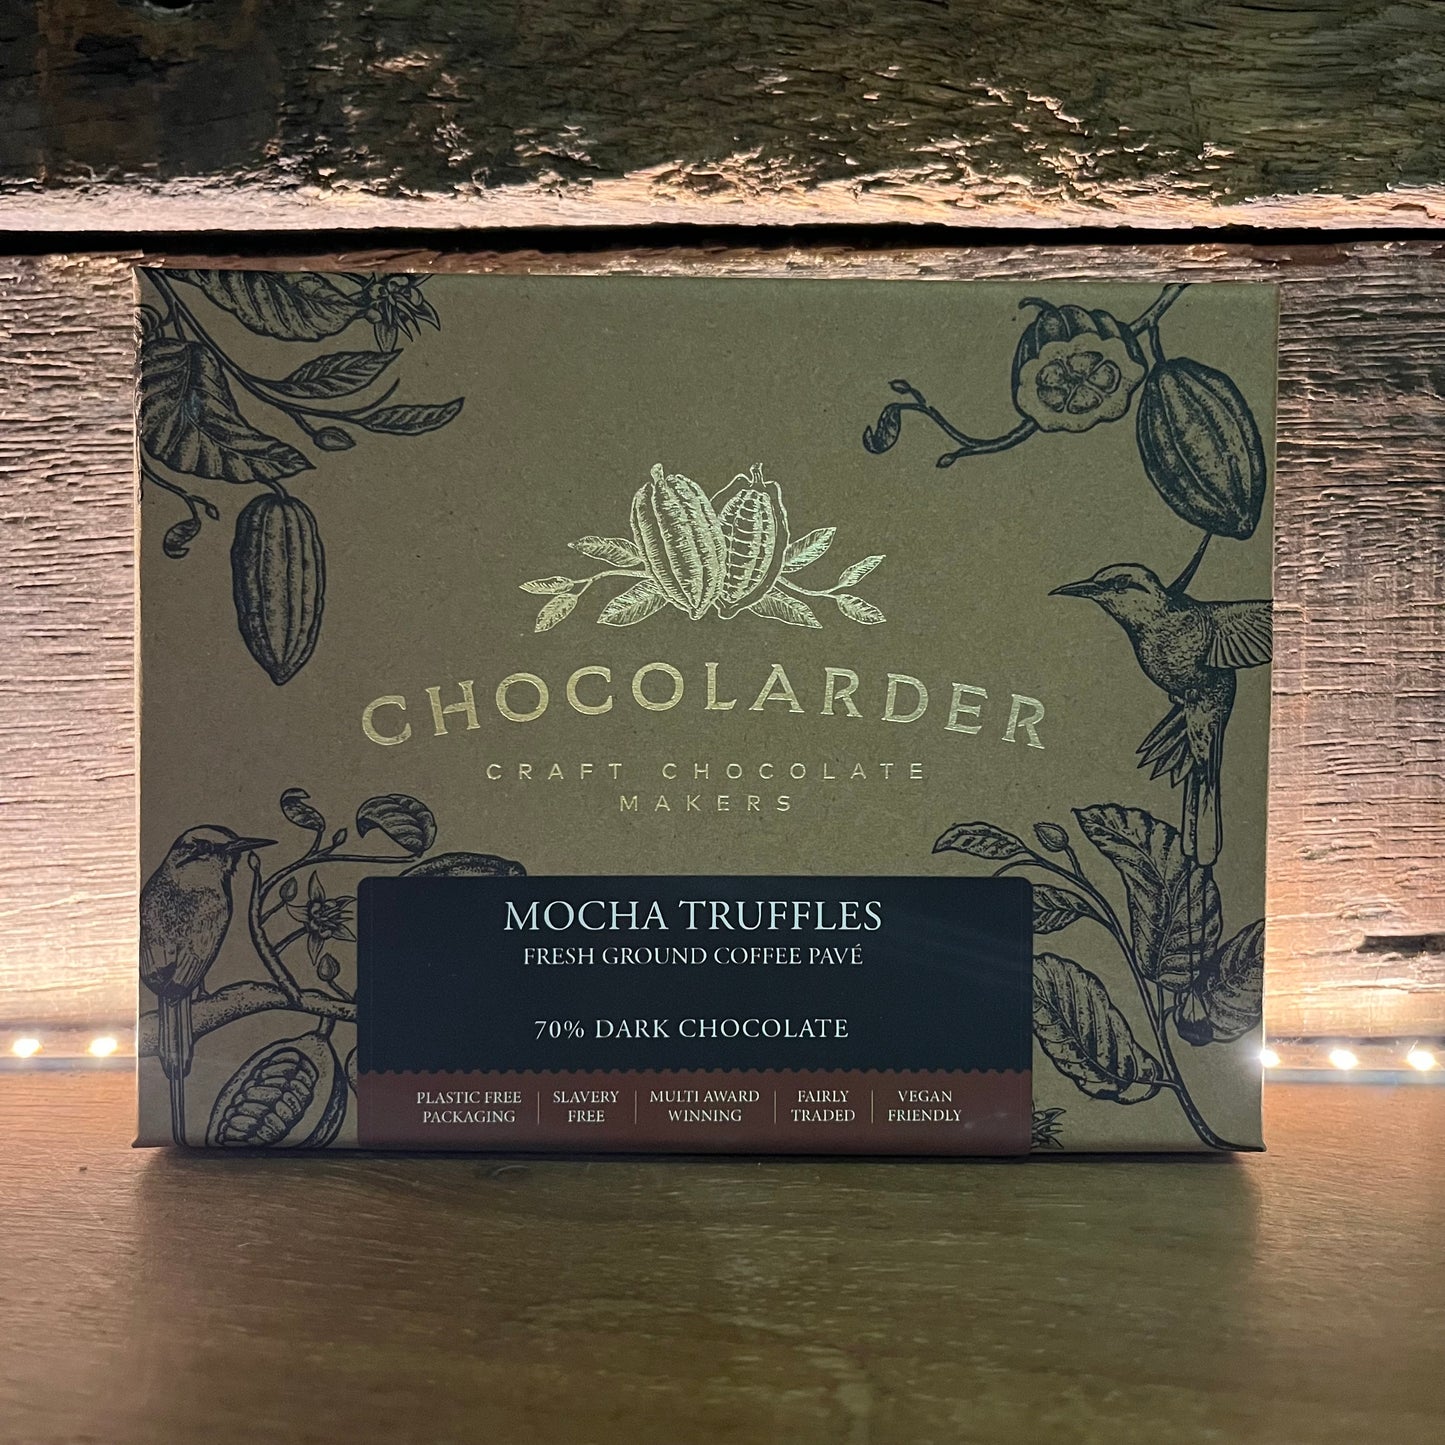 CHOCOLARDER
CRAFT CHOCOLATE
MAKERS
MOCHA TRUFFLES
FRESH GROUND COFFEE PAVÉ
70% DARK CHOCOLATE
PLASTIC FREE
PACKAGING
SLAVERY
FREE
MULTI AWARD
WINNING
FAIRLY
TRADED
VEGAN
FRIENDLY